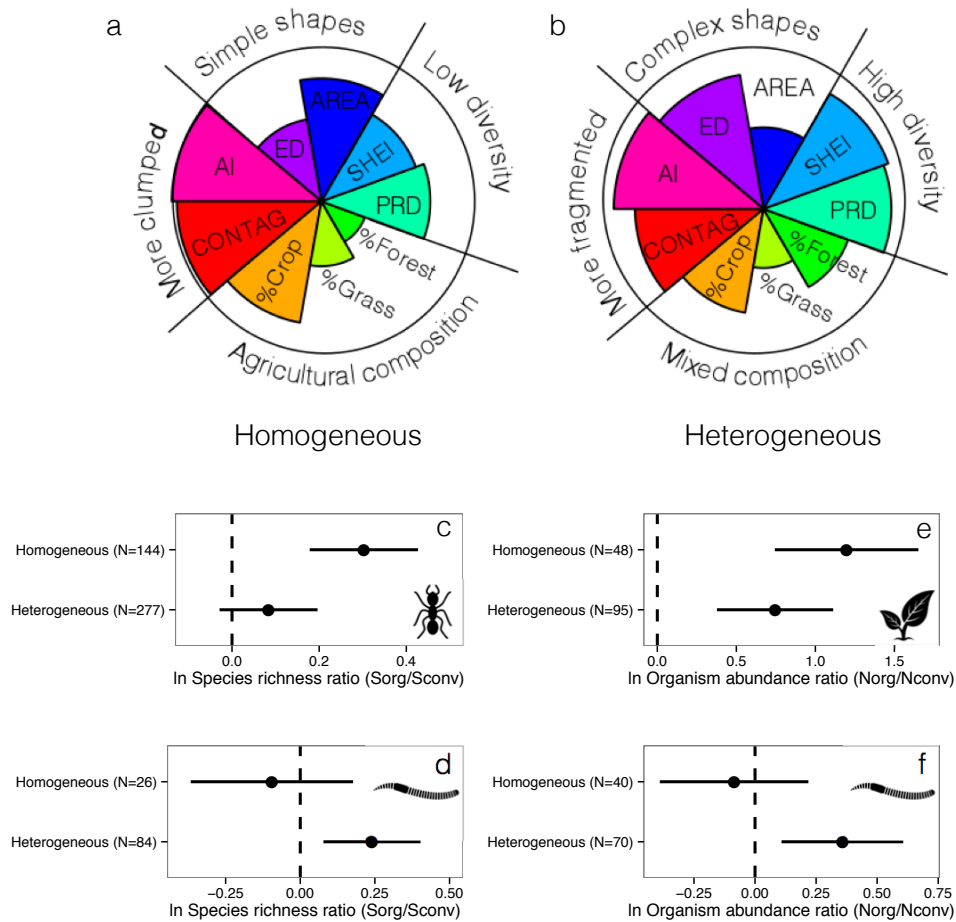 a
Simple shapes
Low diversity
More clumped
Agricultural composition
AREA
ED
SHEI
AI
PRD
CONTAG
%Forest
%Crop
%Grass
Homogeneous
b
Complex shapes
High diversity
More fragmented
Mixed composition
AREA
ED
SHEI
AI
PRD
CONTAG
%Forest
%Crop
%Grass
Heterogeneous
c
Homogeneous (N=144)
Heterogeneous (N=277)
0.0 0.2 0.4
ln Species richness ratio (Sorg/Sconv)
e
Homogeneous (N=48)
Heterogeneous (N=95)
0.0 0.5 1.0 1.5
ln Organism abundance ratio (Norg/Nconv)
d
Homogeneous (N=26)
Heterogeneous (N=84)
−0.25 0.00 0.25 0.50
ln Species richness ratio (Sorg/Sconv)
f
Homogeneous (N=40)
Heterogeneous (N=70)
−0.25 0.00 0.25 0.50 0.75
ln Organism abundance ratio (Norg/Nconv)